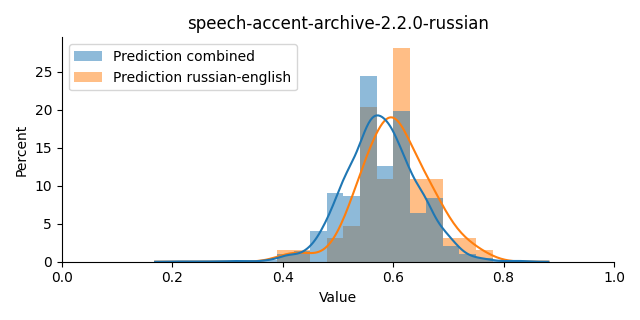 speech-accent-archive-2.2.0-russian
Prediction combined
Prediction russian-english
Percent
25
20
15
10
5
0
0.0 0.2 0.4 0.6 0.8 1.0
Value